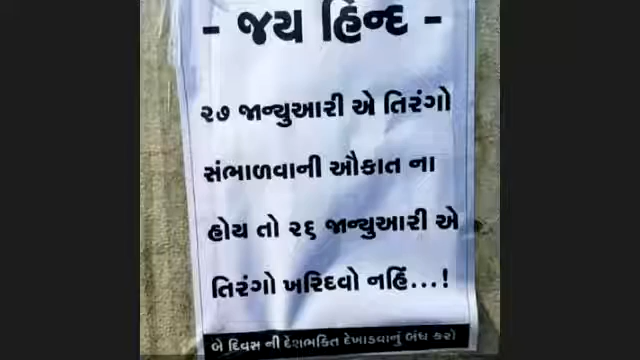 - જય હિન્દ -
૨૭ જાન્યુઆરી એ તિરંગો
સંભાળવાની ઔકાત ના
હોય તો ૨૬ જાન્યુઆરી એ
તિરંગો ખરિદવો નહિં...!
બે દિવસ ની દેશભક્તિ દેખાડવાનું બંધ કરો